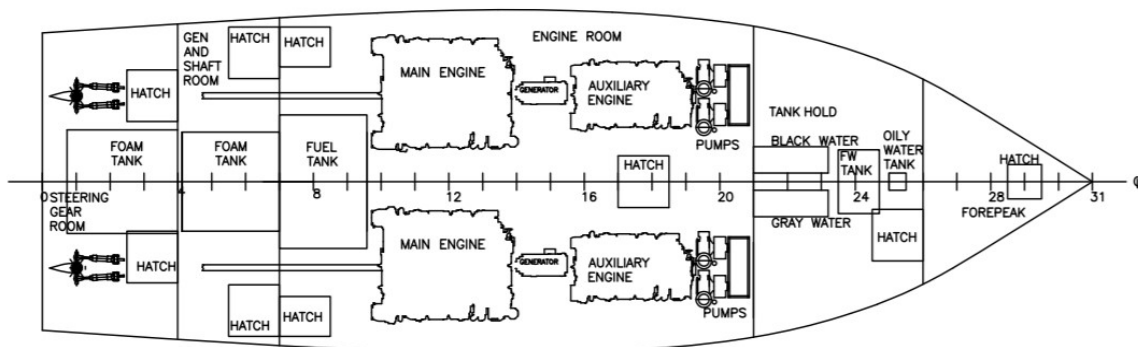 GEN
AND
SHAFT
ROOM
HATCH
HATCH
ENGINE ROOM
MAIN ENGINE
GENERATOR
AUXILIARY
ENGINE
HATCH
FOAM
TANK
FOAM
TANK
FUEL
TANK
PUMPS
TANK HOLD
BLACK WATER
FW
TANK
OILY
WATER
TANK
HATCH
HATCH
0
4
8
12
16
20
24
28
31
STEERING
GEAR
ROOM
GRAY WATER
FOREPEAK
HATCH
HATCH
MAIN ENGINE
GENERATOR
AUXILIARY
ENGINE
PUMPS
HATCH
HATCH